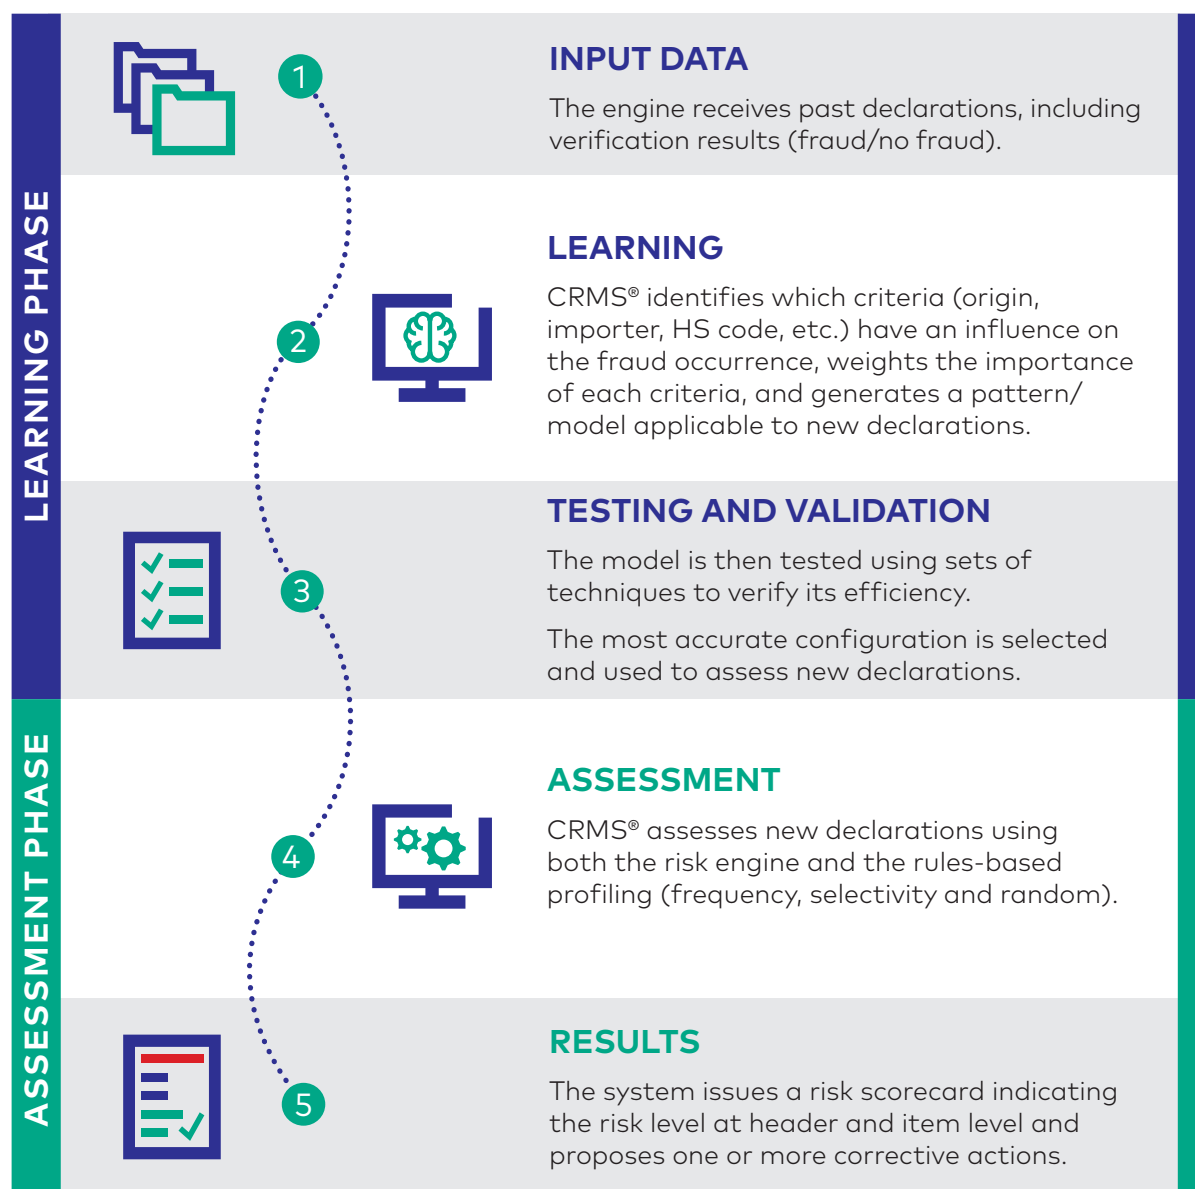 LEARNING PHASE
1
INPUT DATA
The engine receives past declarations, including
verification results (fraud/no fraud).
2
LEARNING
CRMS® identifies which criteria (origin,
importer, HS code, etc.) have an influence on
the fraud occurrence, weights the importance
of each criteria, and generates a pattern/
model applicable to new declarations.
3
TESTING AND VALIDATION
The model is then tested using sets of
techniques to verify its efficiency.
The most accurate configuration is selected
and used to assess new declarations.
ASSESSMENT PHASE
4
ASSESSMENT
CRMS® assesses new declarations using
both the risk engine and the rules-based
profiling (frequency, selectivity and random).
5
RESULTS
The system issues a risk scorecard indicating
the risk level at header and item level and
proposes one or more corrective actions.